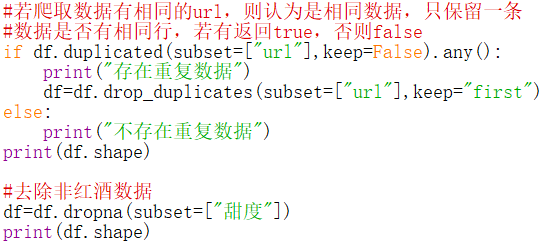 #若爬取数据有相同的url，则认为是相同数据，只保留一条
#数据是否有相同行，若有返回true，否则false
if df.duplicated(subset=["url"],keep=False).any():
    print("存在重复数据")
    df=df.drop_duplicates(subset=["url"],keep="first")
else:
    print("不存在重复数据")
print(df.shape)
#去除非红酒数据
df=df.dropna(subset=["甜度"])
print(df.shape)